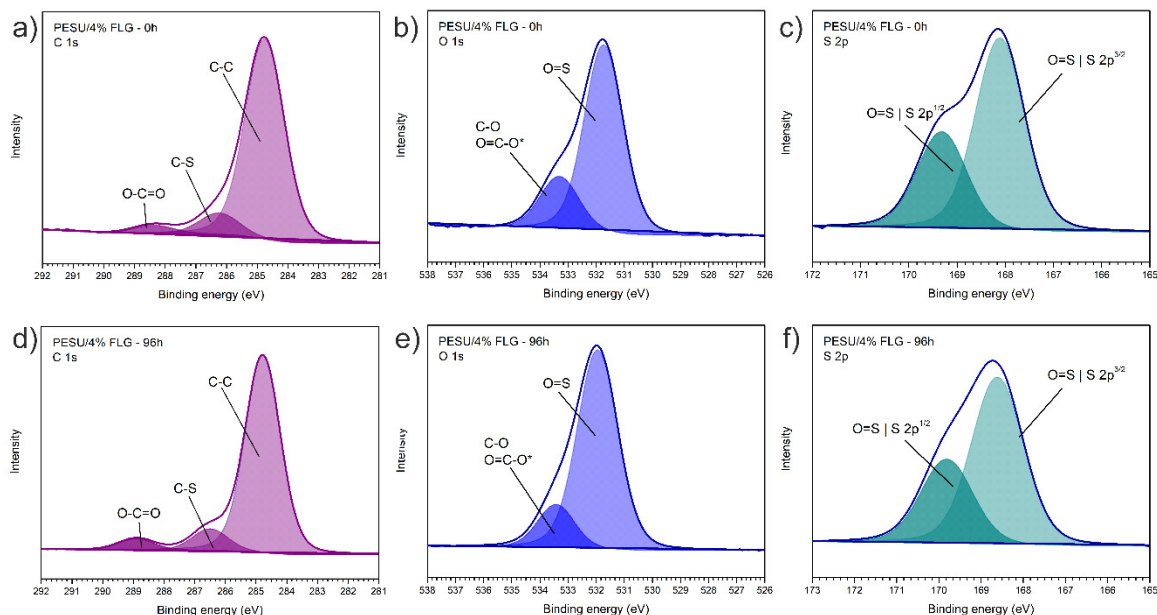 a)
PESU/4% FLG - 0h
C 1s
C-C
C-S
O-C=O
Intensity
292 291 290 289 288 287 286 285 284 283 282 281
Binding energy (eV)
b)
PESU/4% FLG - 0h
O 1s
O=S
C-O
O=C-O*
Intensity
538 537 536 535 534 533 532 531 530 529 528 527 526
Binding energy (eV)
c)
PESU/4% FLG - 0h
S 2p
O=S | S 2p³/²
O=S | S 2p¹/²
Intensity
172 171 170 169 168 167 166 165
Binding energy (eV)
d)
PESU/4% FLG - 96h
C 1s
C-C
C-S
O-C=O
Intensity
292 291 290 289 288 287 286 285 284 283 282 281
Binding energy (eV)
e)
PESU/4% FLG - 96h
O 1s
O=S
C-O
O=C-O*
Intensity
538 537 536 535 534 533 532 531 530 529 528 527 526
Binding energy (eV)
f)
PESU/4% FLG - 96h
S 2p
O=S | S 2p³/²
O=S | S 2p¹/²
Intensity
173 172 171 170 169 168 167 166 165
Binding energy (eV)